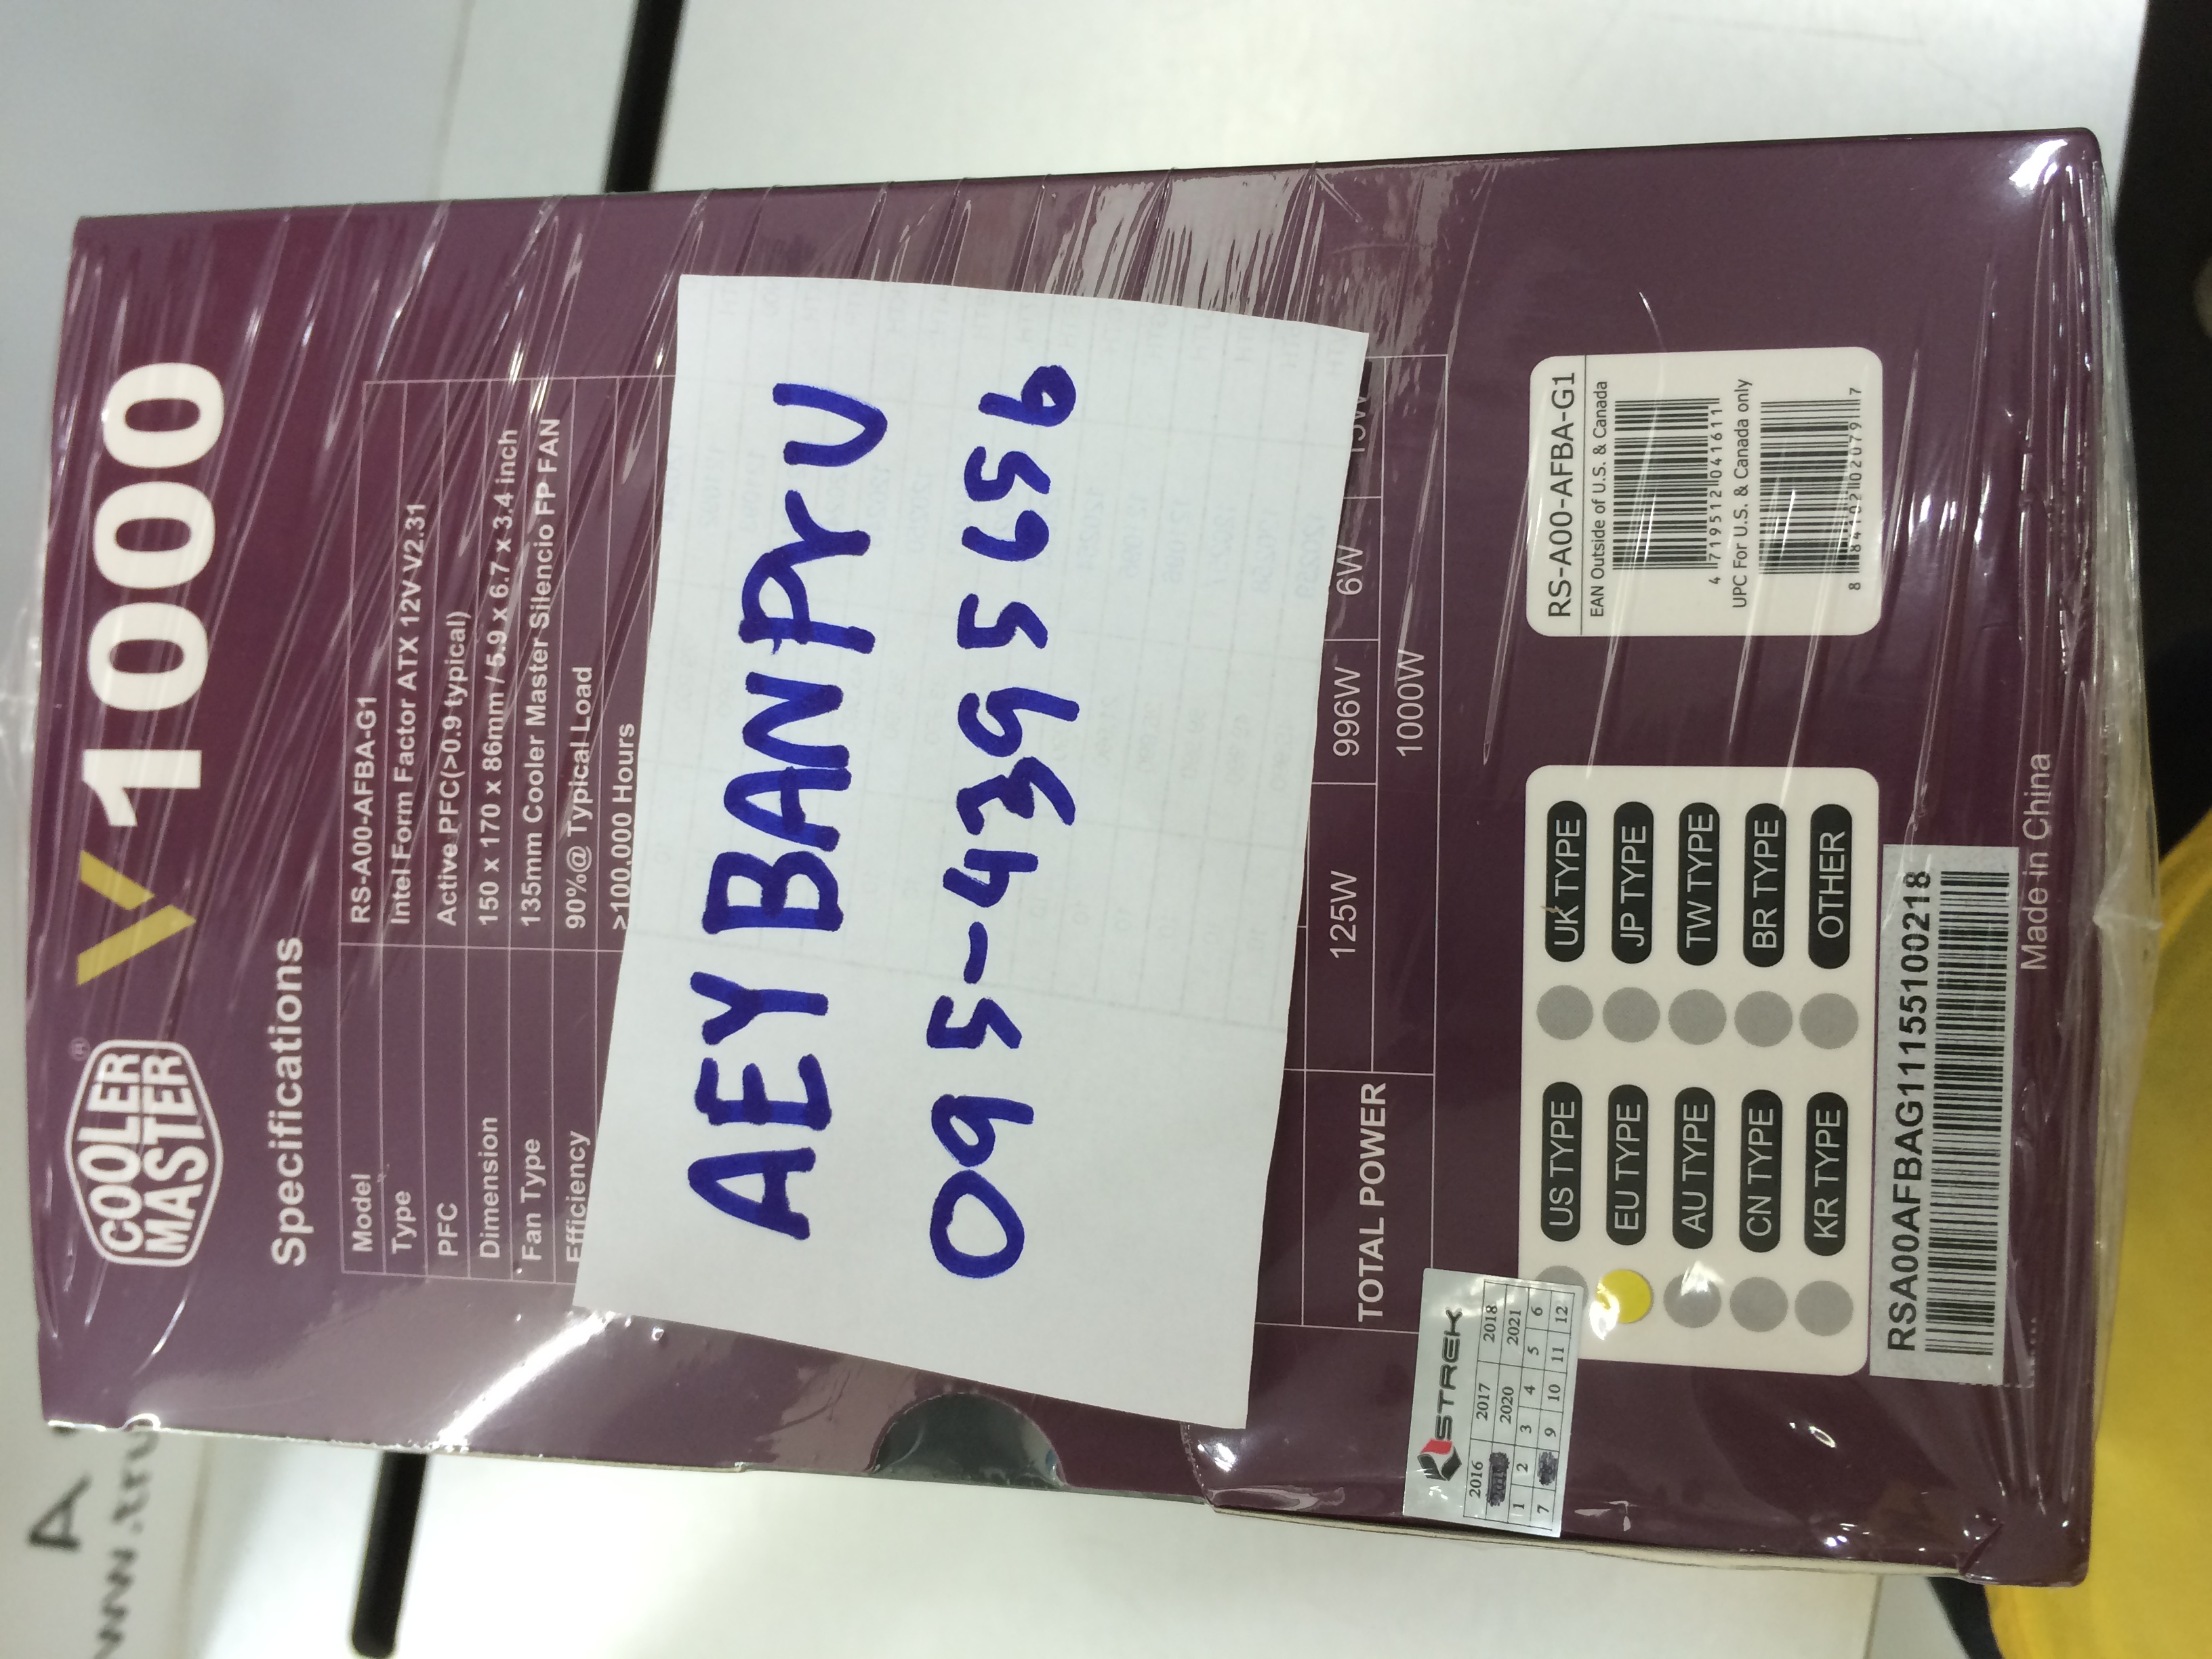 COOLER
MASTER
®
V1000
Specifications
Model RS-A00-AFBA-G1
Type Intel Form Factor ATX 12V V2.31
PFC Active PFC(>0.9 typical)
Dimension 150 x 170 x 86mm / 5.9 x 6.7 x 3.4 inch
Fan Type 135mm Cooler Master Silencio FP FAN
Efficiency 90%@ Typical Load
>100,000 Hours
AEY BANPYU
095-4395656
125W 996W 6W
TOTAL POWER 1000W
STREK
2016 2017 2018
2020 2021
1 2 3 4 5 6
7 9 10 11 12
US TYPE UK TYPE
EU TYPE JP TYPE
AU TYPE TW TYPE
CN TYPE BR TYPE
KR TYPE OTHER
RS-A00-AFBA-G1
EAN Outside of U.S. & Canada
4 719512 041611
UPC For U.S. & Canada only
8 84102 02079 7
RSA00AFBAG11155100218
Made in China
A
www.tru